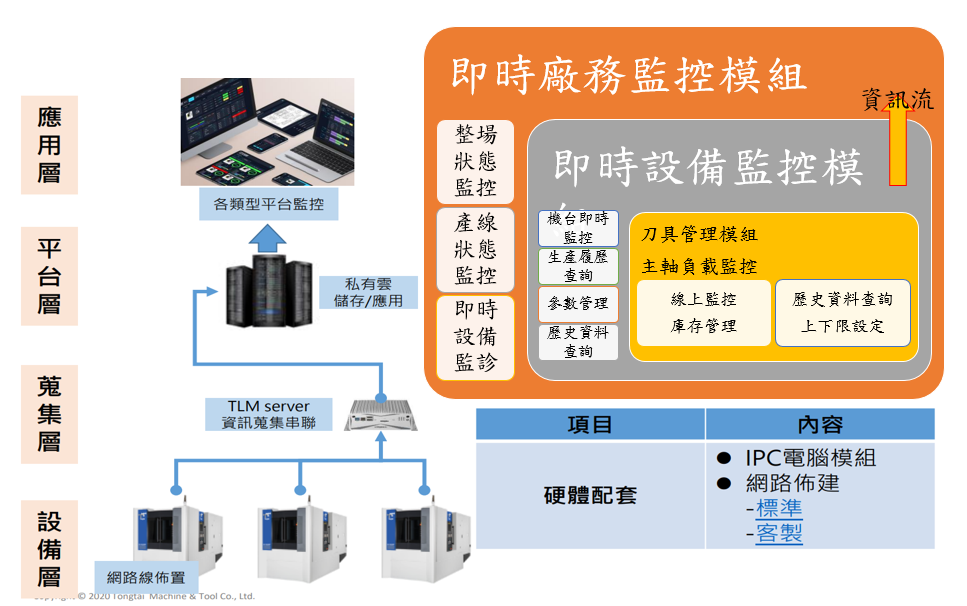 應用層
平台層
蒐集層
設備層
各類型平台監控
私有雲
儲存/應用
TLM server
資訊蒐集串聯
網路線佈置
Copyright © 2020 Tongtai Machine & Tool Co., Ltd.
即時廠務監控模組
資訊流
整場
狀態
監控
產線
狀態
監控
即時
設備
監診
即時設備監控模
機台即時
監控
生產履歷
查詢
參數管理
歷史資料
查詢
刀具管理模組
主軸負載監控
線上監控
庫存管理
歷史資料查詢
上下限設定
項目
內容
硬體配套
● IPC電腦模組
● 網路佈建
-標準
-客製